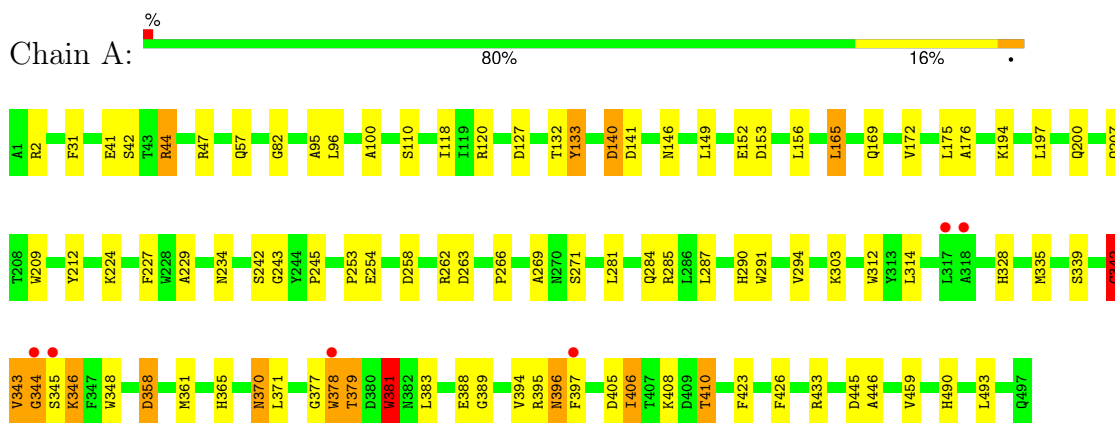 %
Chain A:
80% 16% •
A1 R2 F31 E41 S42 T43 R44 R47 Q57 G82 A95 L96 A100 S110 I118 I119 R120 D127 T132 Y133 D140 D141 N146 L149 E152 D153 L156 L165 Q169 V172 L175 A176 K194 L197 Q200
T208 W209 Y212 K224 F227 W228 A229 N234 S242 G243 Y244 P245 P253 E254 D258 R262 D263 P266 A269 N270 S271 L281 Q284 R285 L286 L287 H290 W291 V294 K303 W312 Y313 L314 L317 A318 H328 M335 S339
V343 G344 S345 K346 F347 W348 D358 M361 H365 N370 L371 G377 W378 T379 D380 W381 N382 L383 E388 G389 V394 R395 N396 F397 D405 I406 T407 K408 D409 T410 F423 F426 R433 D445 A446 V459 H490 L493 Q497